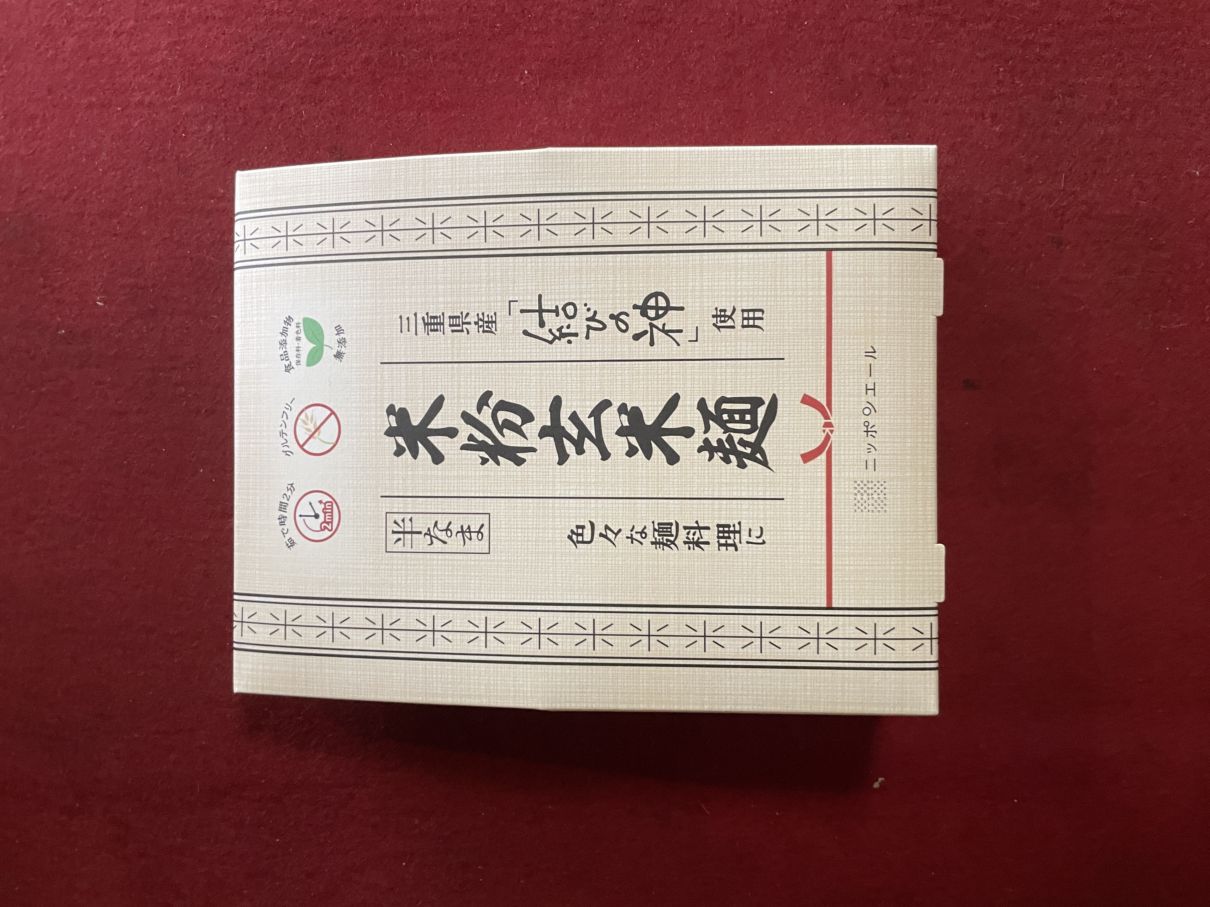 茹で時間2分
2min
グルテンフリー
食品添加物
保存料・着色料
無添加
三重県産
「結びの神」
使用
米粉玄米麺
半なま
色々な麺料理に
ニッポンエール